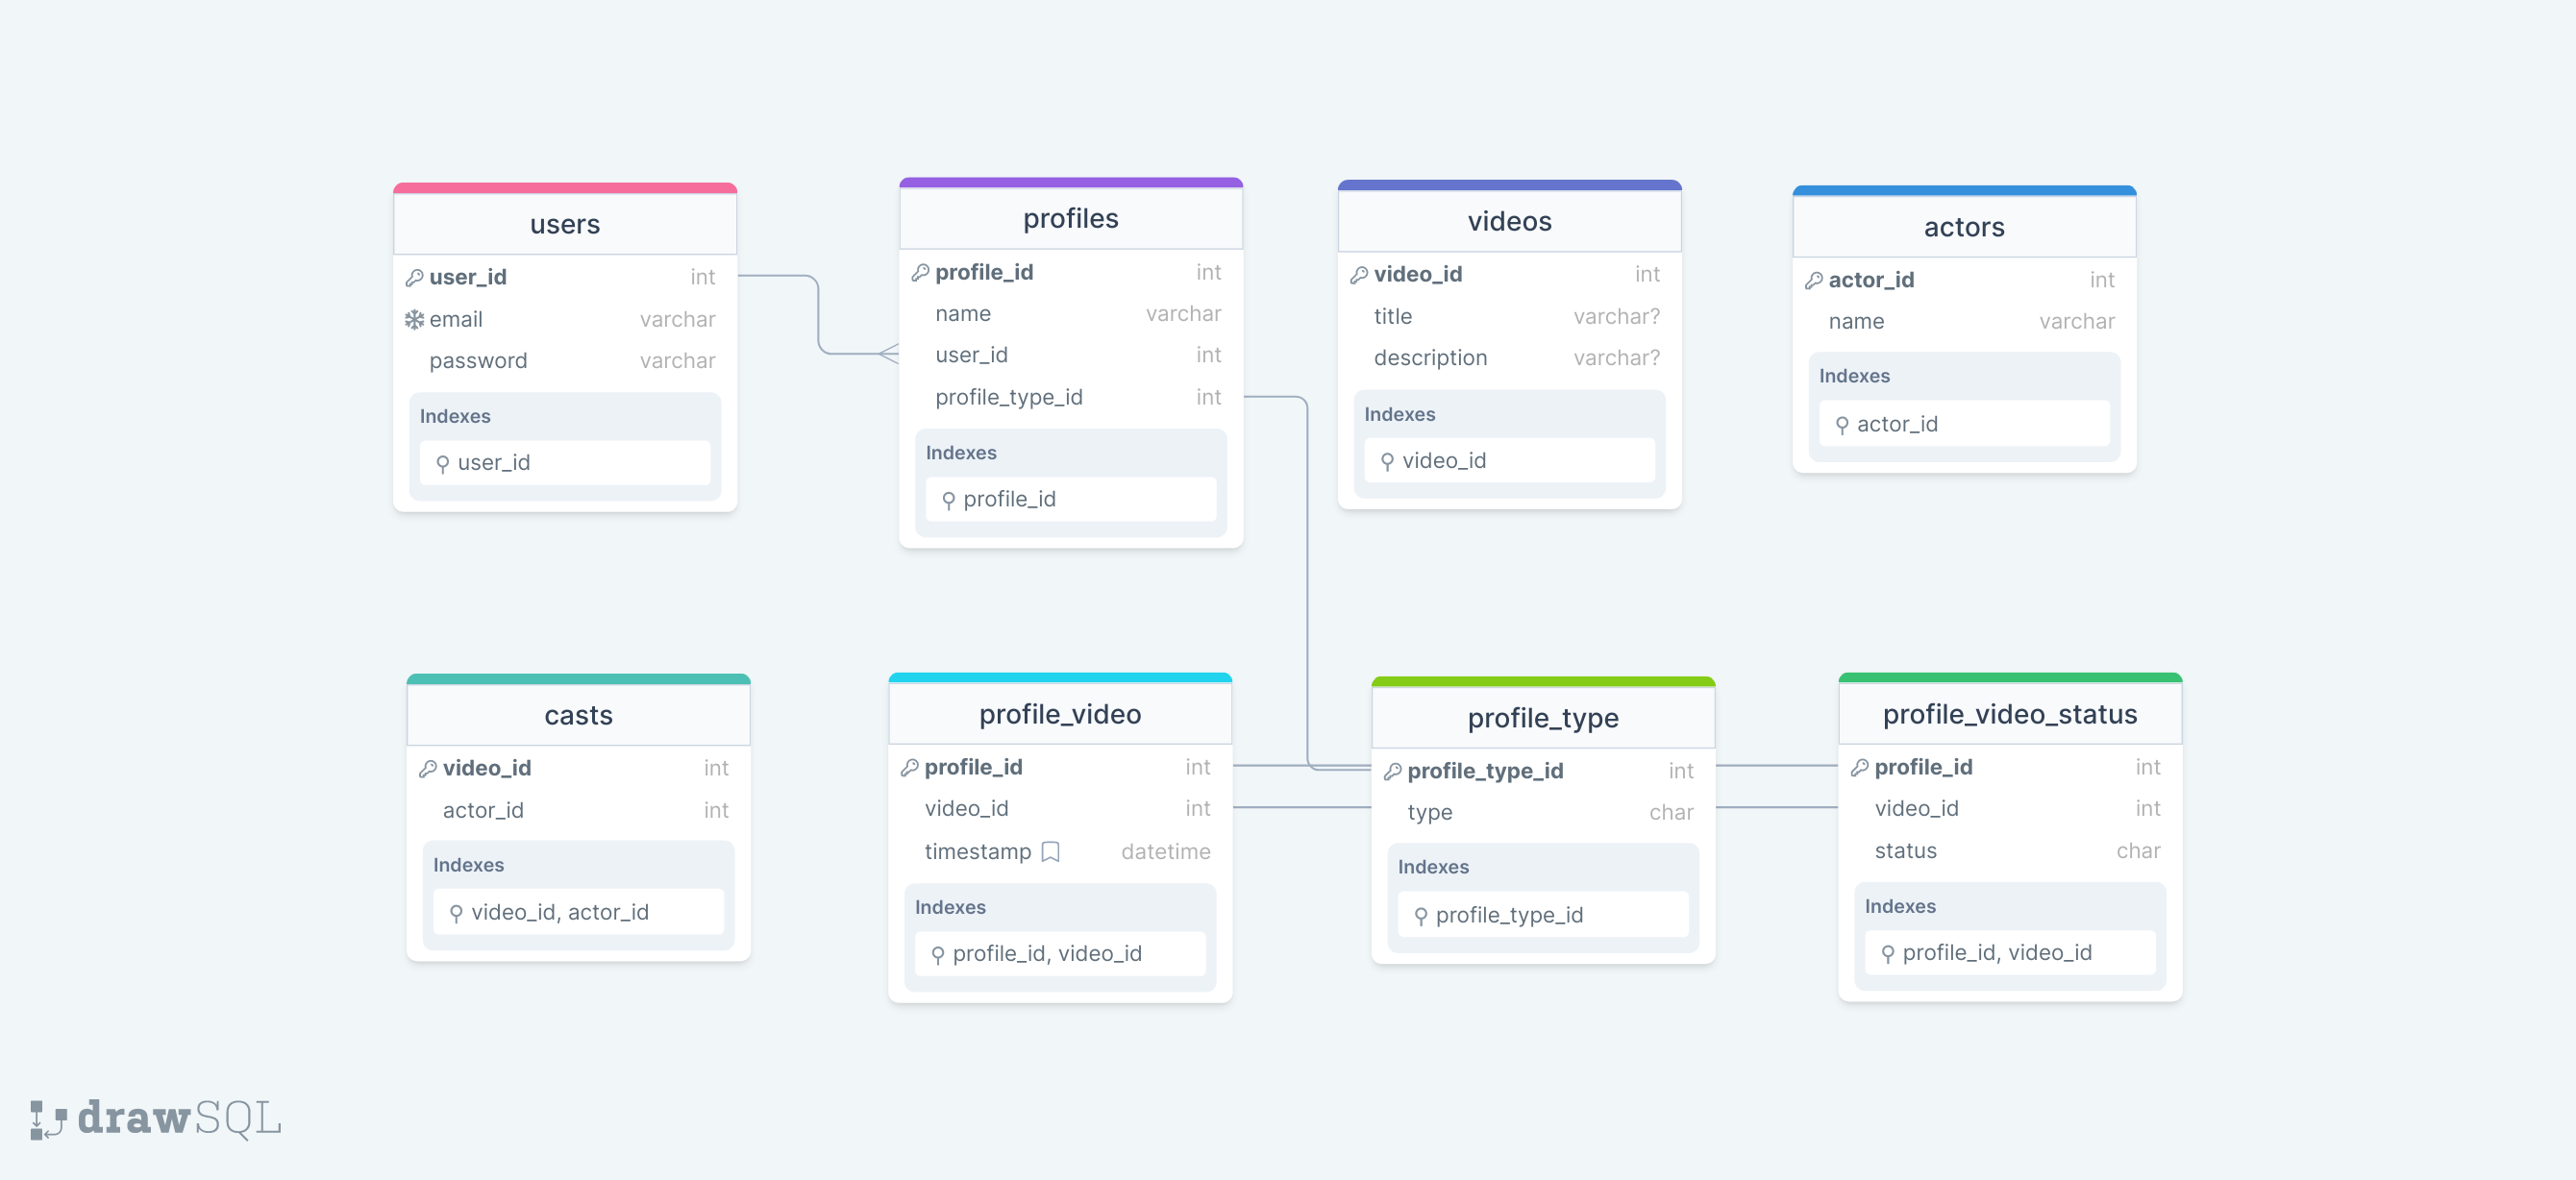 users
user_id int
email varchar
password varchar
Indexes
user_id
profiles
profile_id int
name varchar
user_id int
profile_type_id int
Indexes
profile_id
videos
video_id int
title varchar?
description varchar?
Indexes
video_id
actors
actor_id int
name varchar
Indexes
actor_id
casts
video_id int
actor_id int
Indexes
video_id, actor_id
profile_video
profile_id int
video_id int
timestamp datetime
Indexes
profile_id, video_id
profile_type
profile_type_id int
type char
Indexes
profile_type_id
profile_video_status
profile_id int
video_id int
status char
Indexes
profile_id, video_id
drawSQL